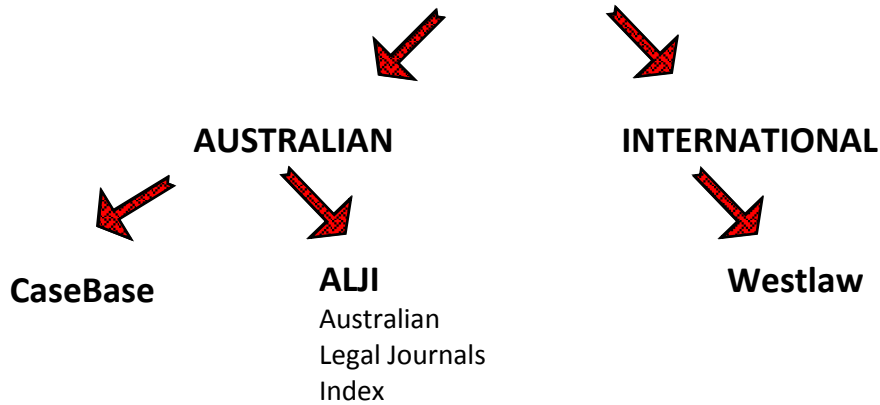 AUSTRALIAN
INTERNATIONAL
CaseBase
ALJI
Australian
Legal Journals
Index
Westlaw